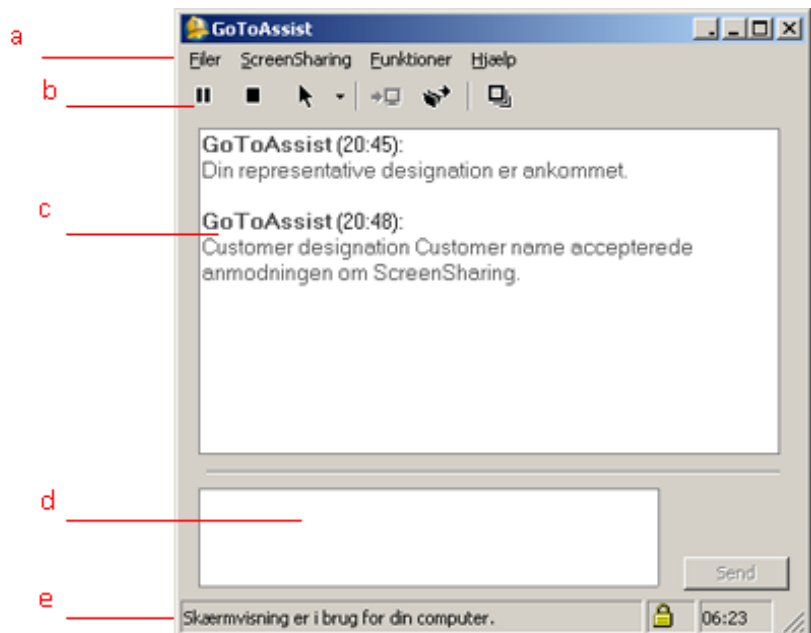 GoToAssist
a
Filer ScreenSharing Funktioner Hjælp
b
GoToAssist (20:45):
Din representative designation er ankommet.
c
GoToAssist (20:48):
Customer designation Customer name accepterede
anmodningen om ScreenSharing.
d
Send
e
Skærmvisning er i brug for din computer.
06:23